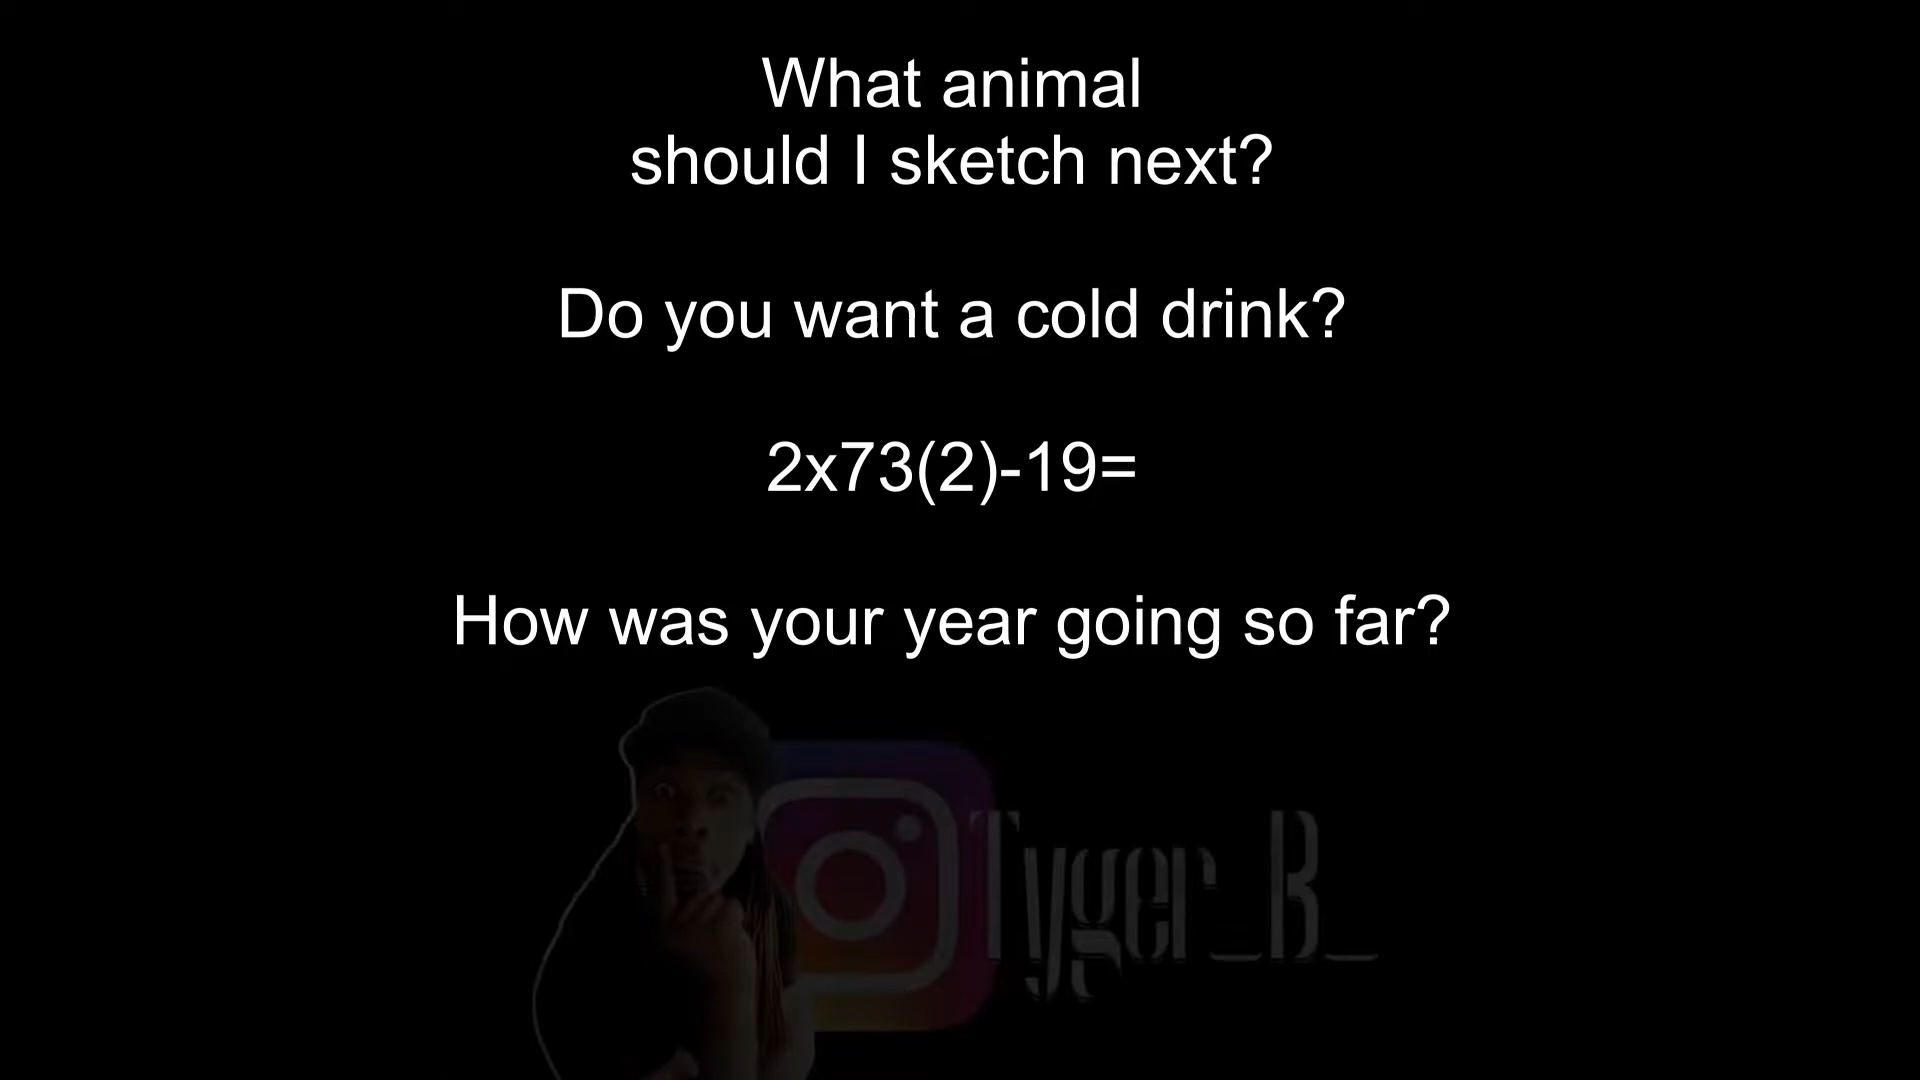 What animal
should I sketch next?
Do you want a cold drink?
2x73(2)-19=
How was your year going so far?
Tyger_B_